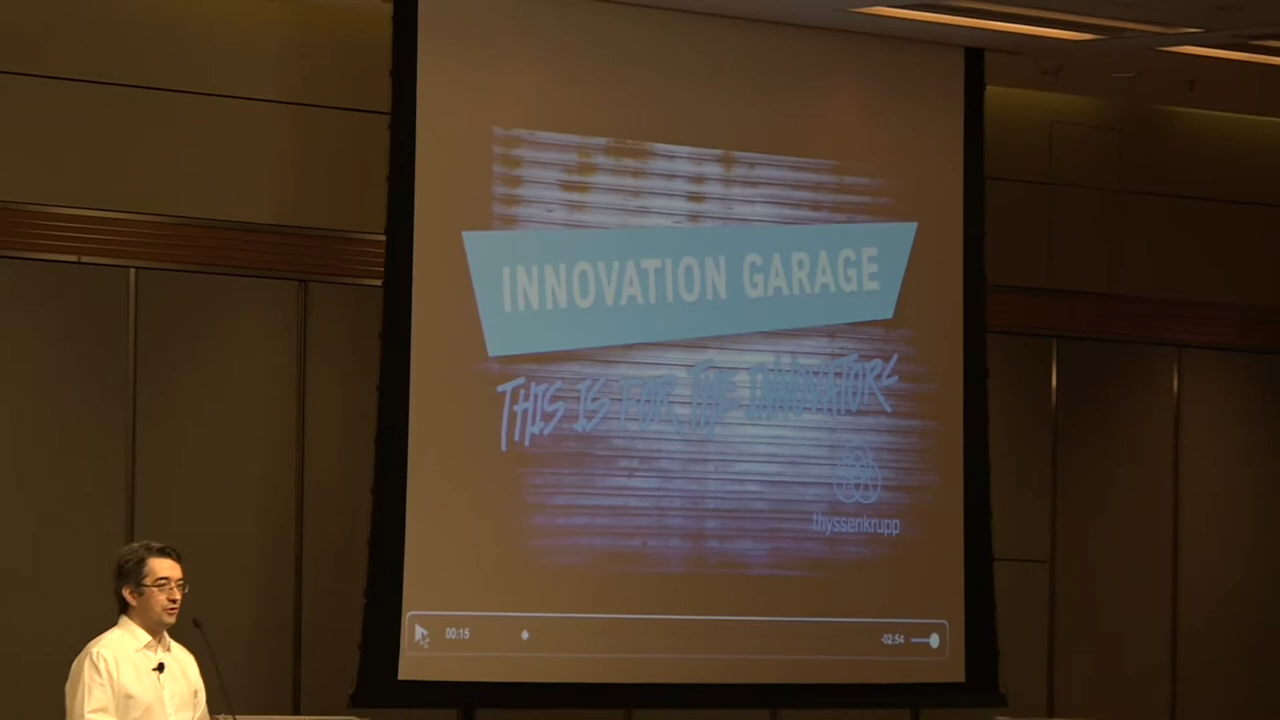 INNOVATION GARAGE
THIS IS FOR THE INNOVATORS
thyssenkrupp
00:15
-02:54